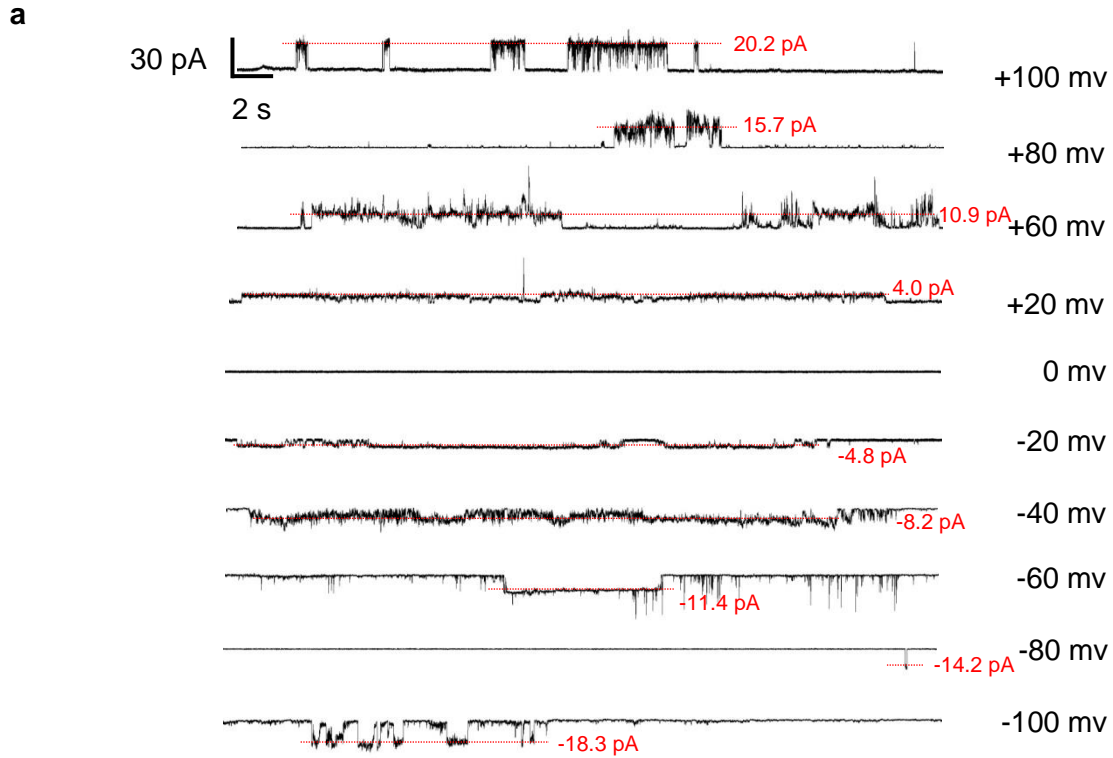 a
30 pA
2 s
20.2 pA
+100 mv
15.7 pA
+80 mv
10.9 pA
+60 mv
4.0 pA
+20 mv
0 mv
-20 mv
-4.8 pA
-40 mv
-8.2 pA
-60 mv
-11.4 pA
-80 mv
-14.2 pA
-100 mv
-18.3 pA